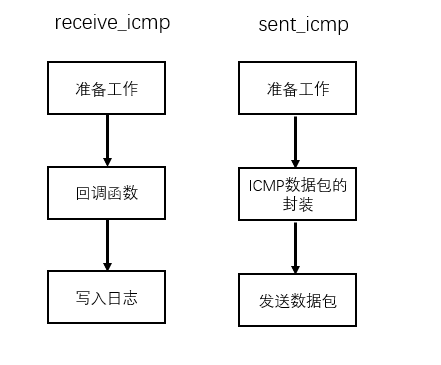 receive_icmp
sent_icmp
准备工作
准备工作
回调函数
ICMP数据包的
封装
写入日志
发送数据包